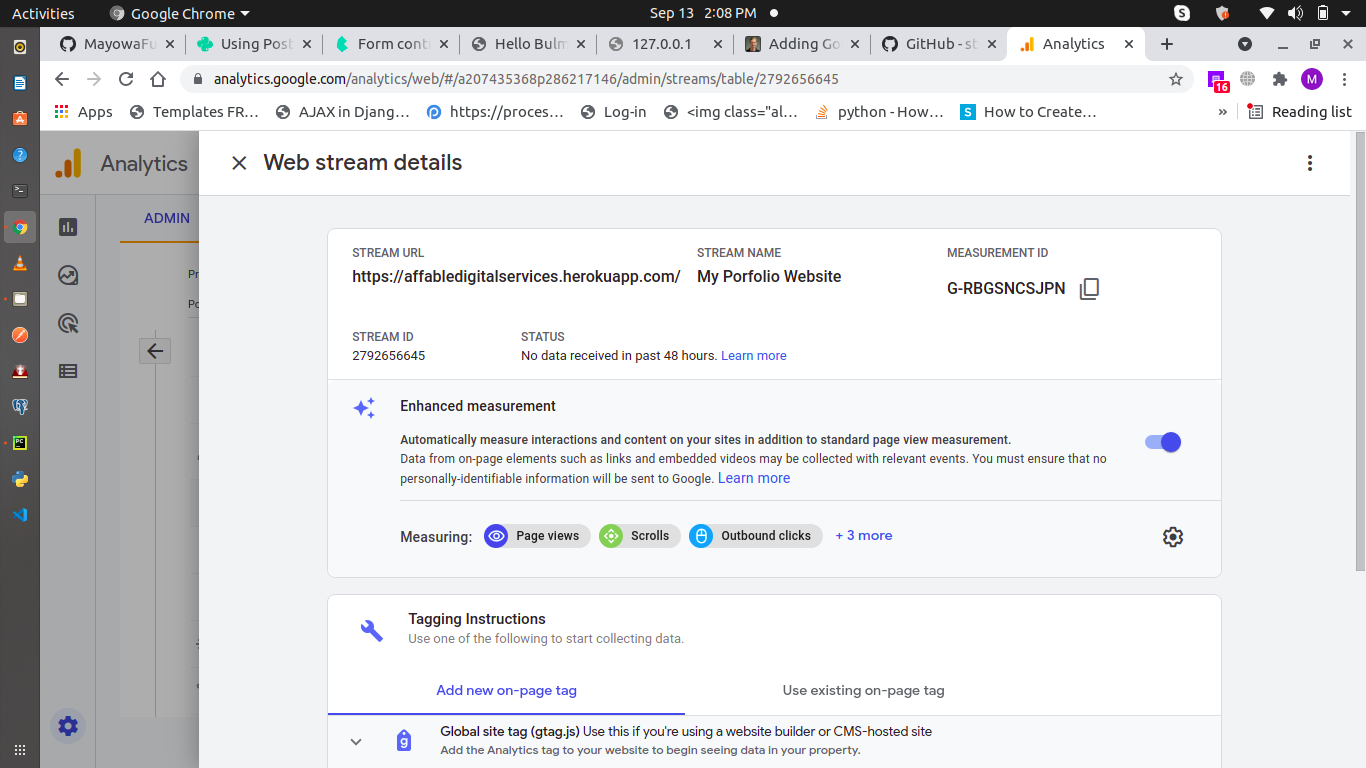 Activities
Google Chrome
Sep 13 2:08 PM
MayowaFu
Using Post
Form cont
Hello Bulm
127.0.0.1
Adding Go
GitHub - st
Analytics
analytics.google.com/analytics/web/#/a207435368p286217146/admin/streams/table/2792656645
16
M
Apps
Templates FR...
AJAX in Djang...
https://proces...
Log-in
<img class="al...
python - How...
How to Create...
»
Reading list
Analytics
Web stream details
ADMIN
Pr
Po
STREAM URL
STREAM NAME
MEASUREMENT ID
https://affabledigitalservices.herokuapp.com/
My Porfolio Website
G-RBGSNCSJPN
STREAM ID
STATUS
2792656645
No data received in past 48 hours. Learn more
Enhanced measurement
Automatically measure interactions and content on your sites in addition to standard page view measurement.
Data from on-page elements such as links and embedded videos may be collected with relevant events. You must ensure that no
personally-identifiable information will be sent to Google. Learn more
Measuring:
Page views
Scrolls
Outbound clicks
+ 3 more
Tagging Instructions
Use one of the following to start collecting data.
Add new on-page tag
Use existing on-page tag
Global site tag (gtag.js) Use this if you're using a website builder or CMS-hosted site
Add the Analytics tag to your website to begin seeing data in your property.